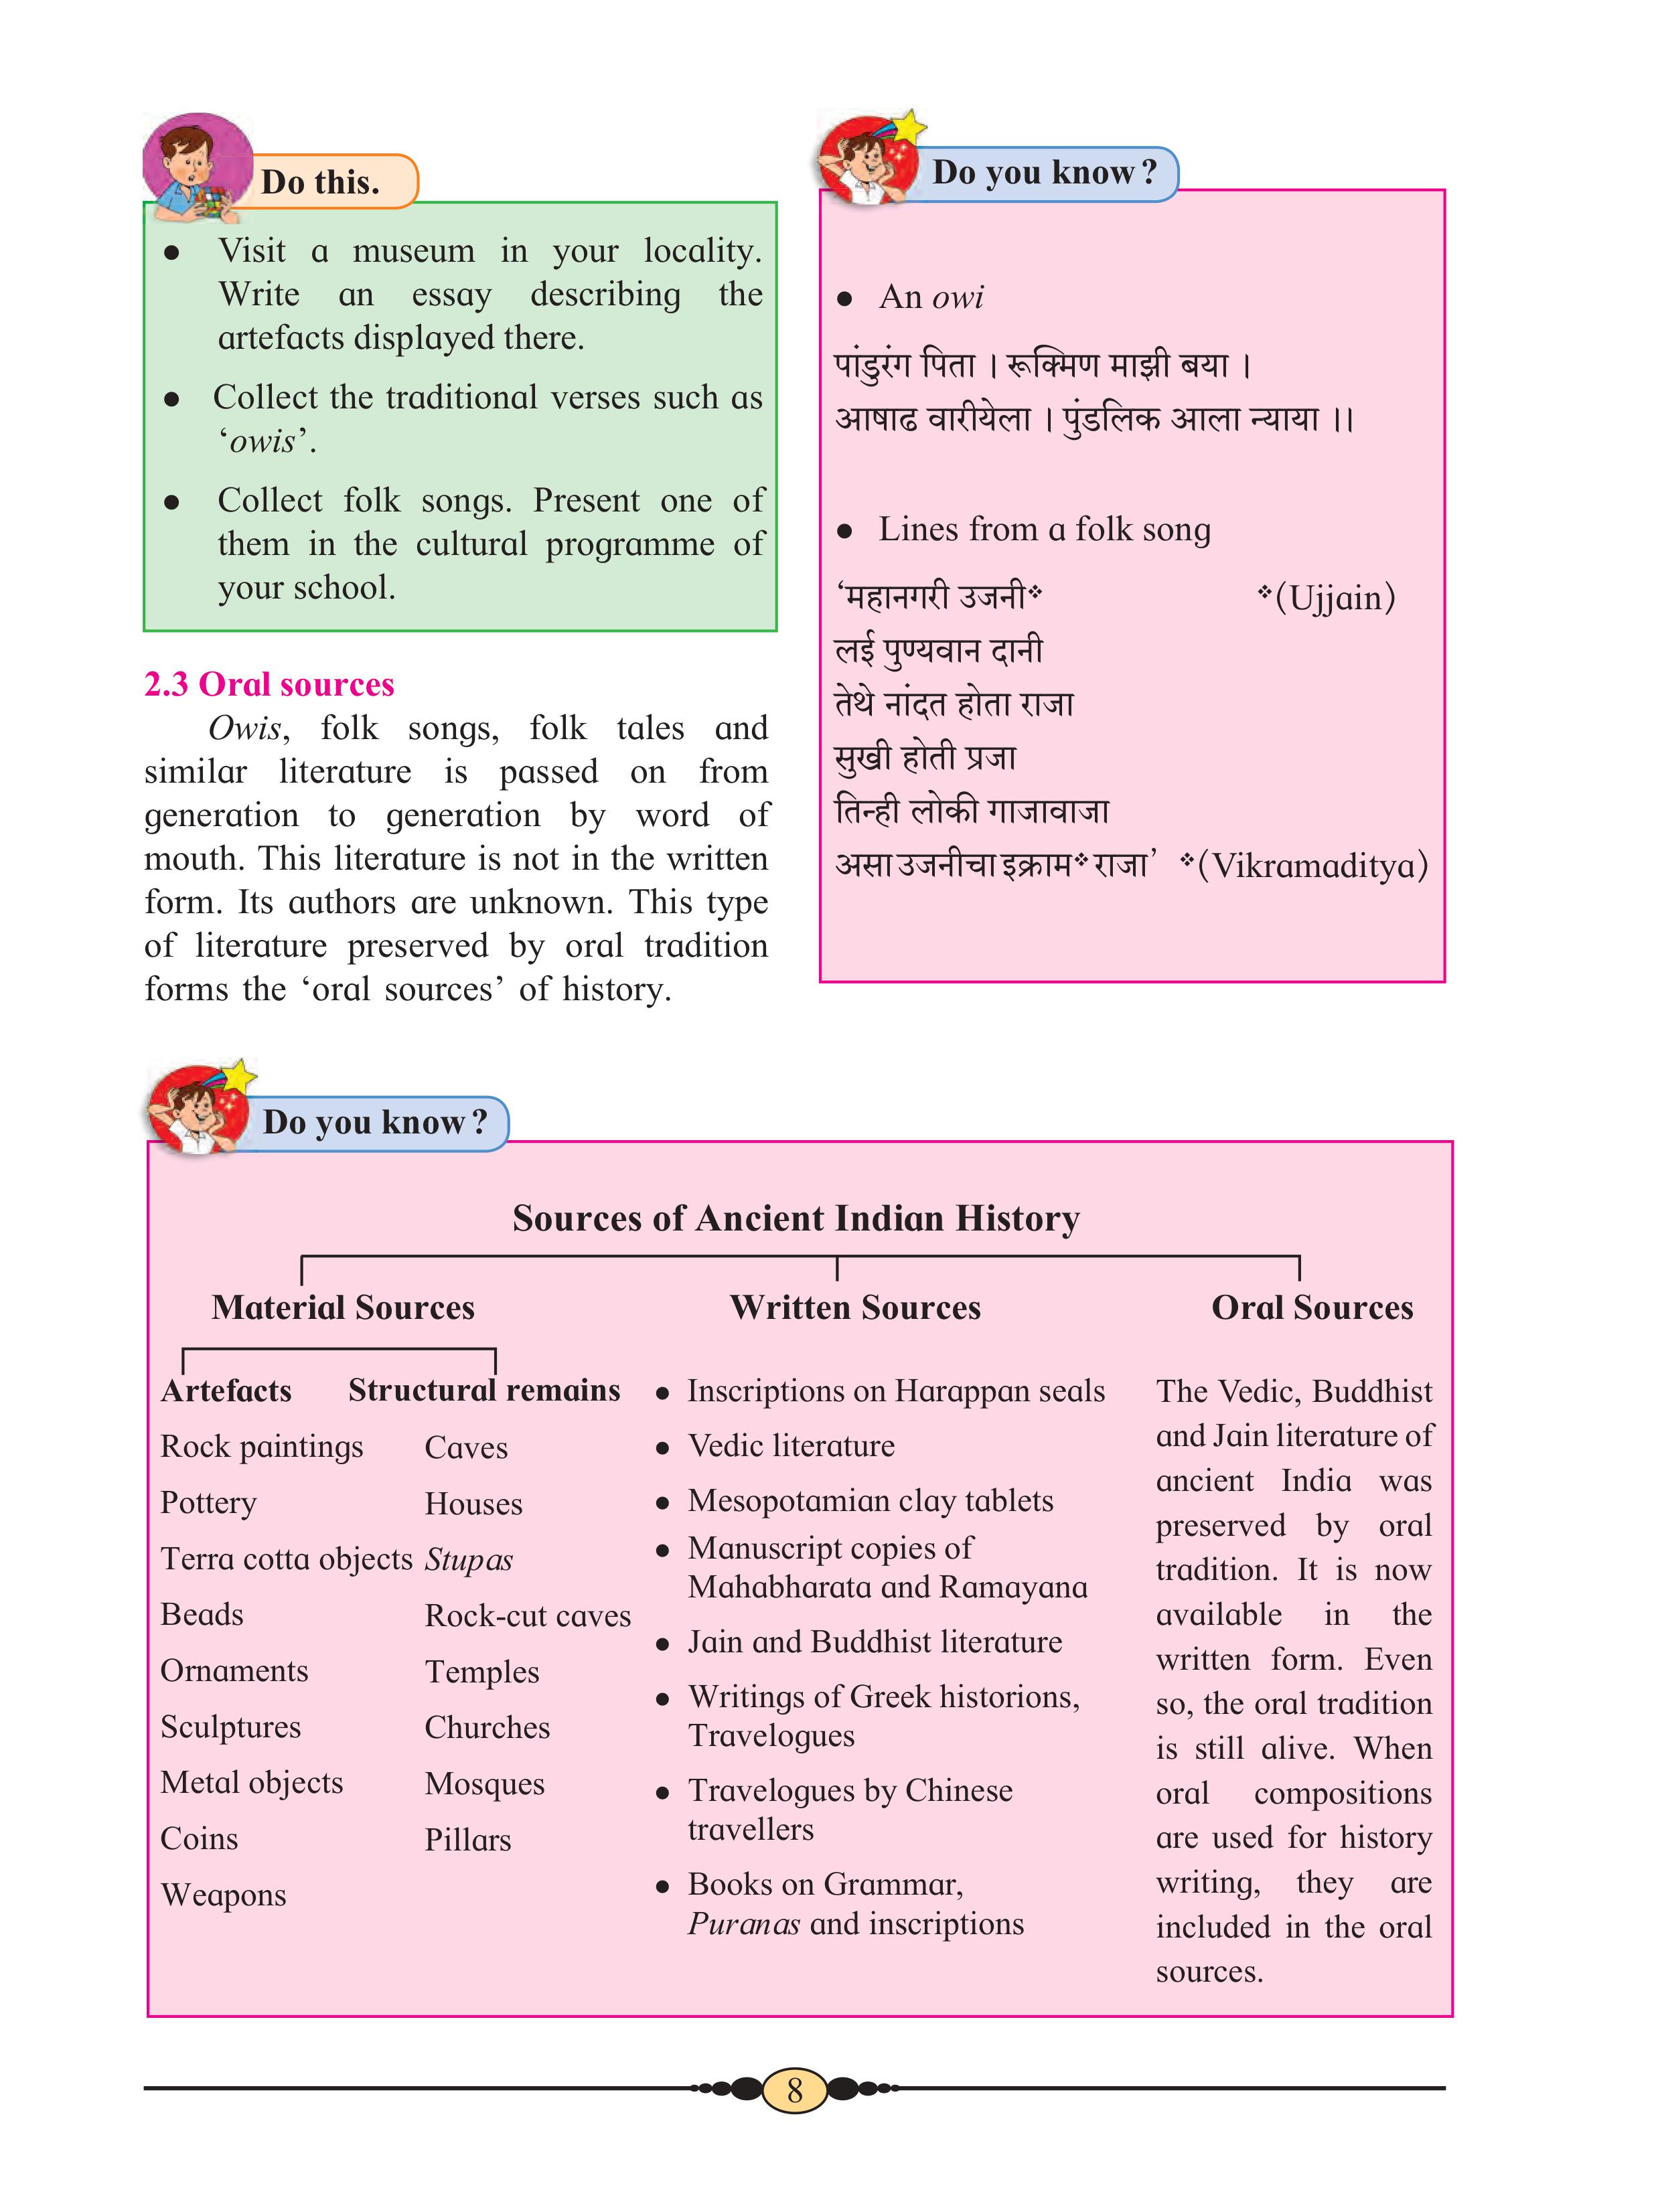 Do this.
● Visit a museum in your locality.
Write an essay describing the
artefacts displayed there.
● Collect the traditional verses such as
‘owis’.
● Collect folk songs. Present one of
them in the cultural programme of
your school.
2.3 Oral sources
Owis, folk songs, folk tales and
similar literature is passed on from
generation to generation by word of
mouth. This literature is not in the written
form. Its authors are unknown. This type
of literature preserved by oral tradition
forms the ‘oral sources’ of history.
Do you know ?
● An owi
पांडुरंग पिता । रूक्मिण माझी बया ।
आषाढ वारीयेला । पुंडलिक आला न्याया ।।
● Lines from a folk song
‘महानगरी उजनी❖ ❖(Ujjain)
लई पुण्यवान दानी
तेथे नांदत होता राजा
सुखी होती प्रजा
तिन्ही लोकी गाजावाजा
असा उजनीचा इक्राम❖ राजा’ ❖(Vikramaditya)
Do you know ?
Sources of Ancient Indian History
Material Sources
Artefacts
Rock paintings
Pottery
Terra cotta objects
Beads
Ornaments
Sculptures
Metal objects
Coins
Weapons
Structural remains
Caves
Houses
Stupas
Rock-cut caves
Temples
Churches
Mosques
Pillars
Written Sources
● Inscriptions on Harappan seals
● Vedic literature
● Mesopotamian clay tablets
● Manuscript copies of
Mahabharata and Ramayana
● Jain and Buddhist literature
● Writings of Greek historions,
Travelogues
● Travelogues by Chinese
travellers
● Books on Grammar,
Puranas and inscriptions
Oral Sources
The Vedic, Buddhist
and Jain literature of
ancient India was
preserved by oral
tradition. It is now
available in the
written form. Even
so, the oral tradition
is still alive. When
oral compositions
are used for history
writing, they are
included in the oral
sources.
8